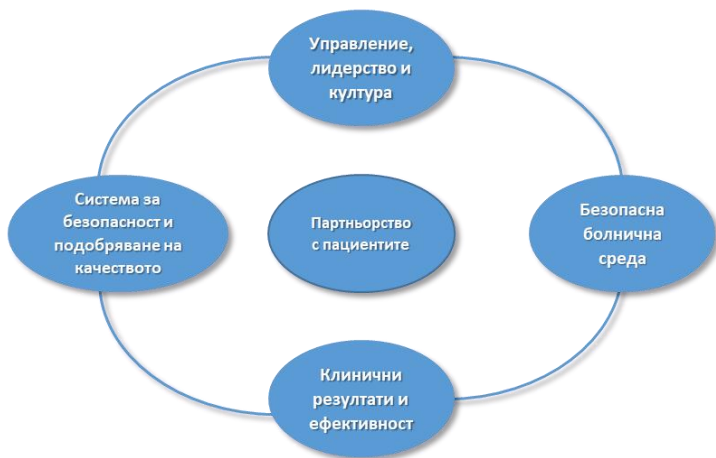 Управление,
лидерство и
култура
Система за
безопасност и
подобряване на
качеството
Партньорство
с пациентите
Безопасна
болнична
среда
Клинични
резултати и
ефективност